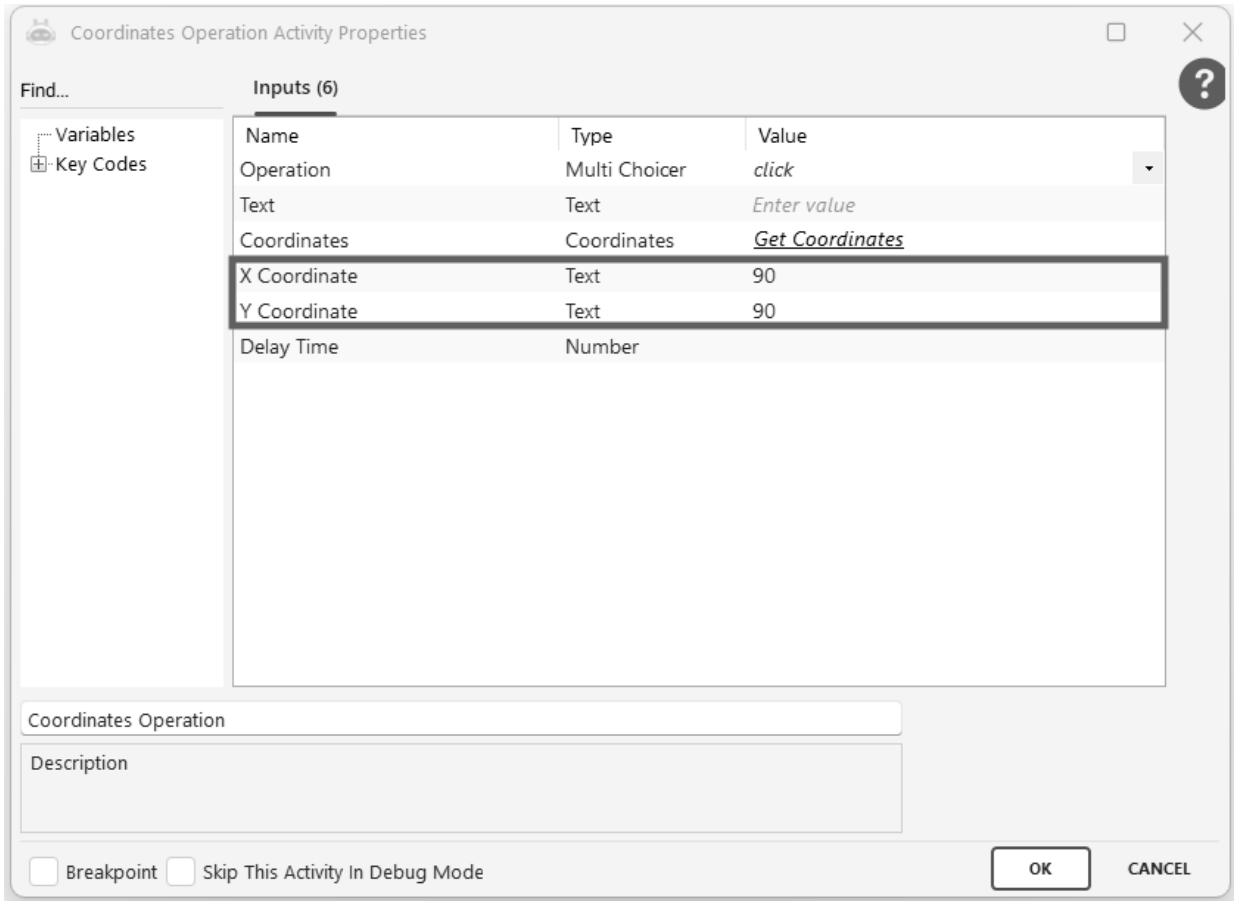 Coordinates Operation Activity Properties
?
Find...
Inputs (6)
Variables
Key Codes
Name Type Value
Operation Multi Choicer click
Text Text Enter value
Coordinates Coordinates Get Coordinates
X Coordinate Text 90
Y Coordinate Text 90
Delay Time Number
Coordinates Operation
Description
Breakpoint Skip This Activity In Debug Mode OK CANCEL